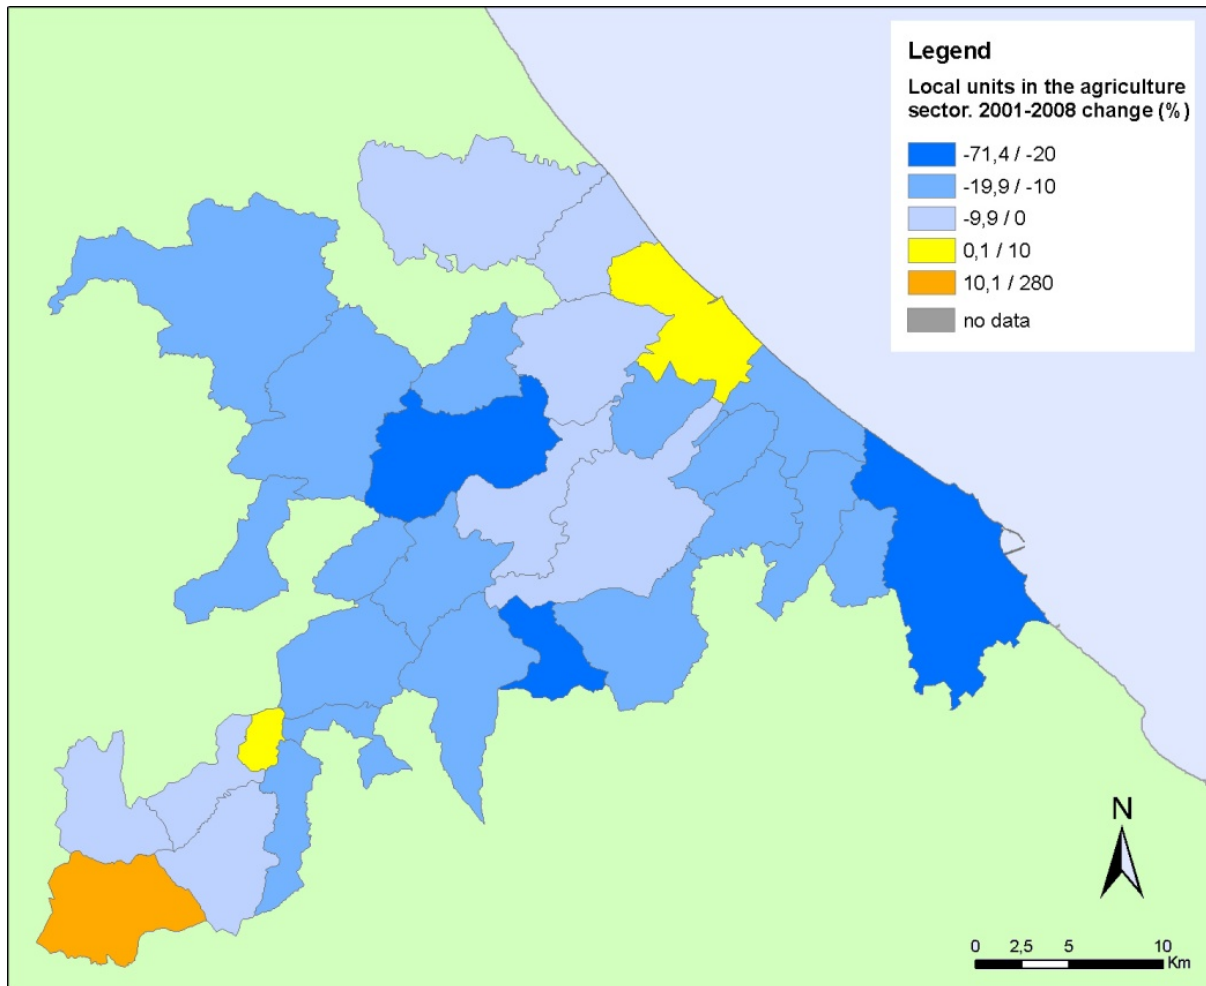 Legend
Local units in the agriculture
sector. 2001-2008 change (%)
-71,4 / -20
-19,9 / -10
-9,9 / 0
0,1 / 10
10,1 / 280
no data
N
0 2,5 5 10
Km